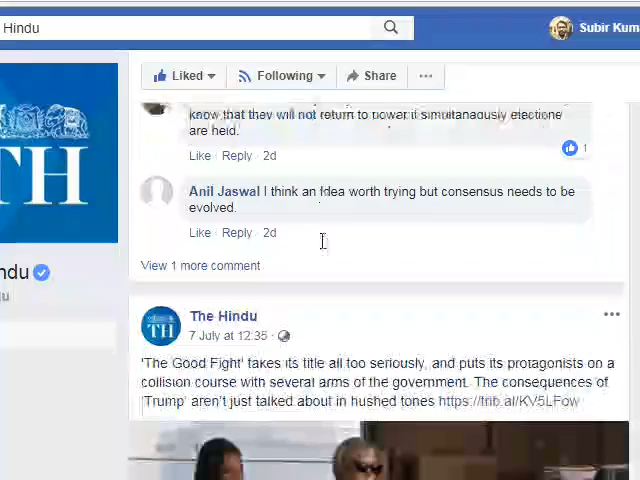 Hindu
Subir Kum
Liked Following Share
know that they will not return to power if simultanaously elections
are held.
Like · Reply · 2d 1
Anil Jaswal I think an Idea worth trying but consensus needs to be
evolved.
Like · Reply · 2d
View 1 more comment
ndu
u
TH
The Hindu
7 July at 12:35
TH
'The Good Fight' takes its title all too seriously, and puts its protagonists on a
collision course with several arms of the government. The consequences of
'Trump' aren't just talked about in hushed tones https://trib.al/KV5LFow